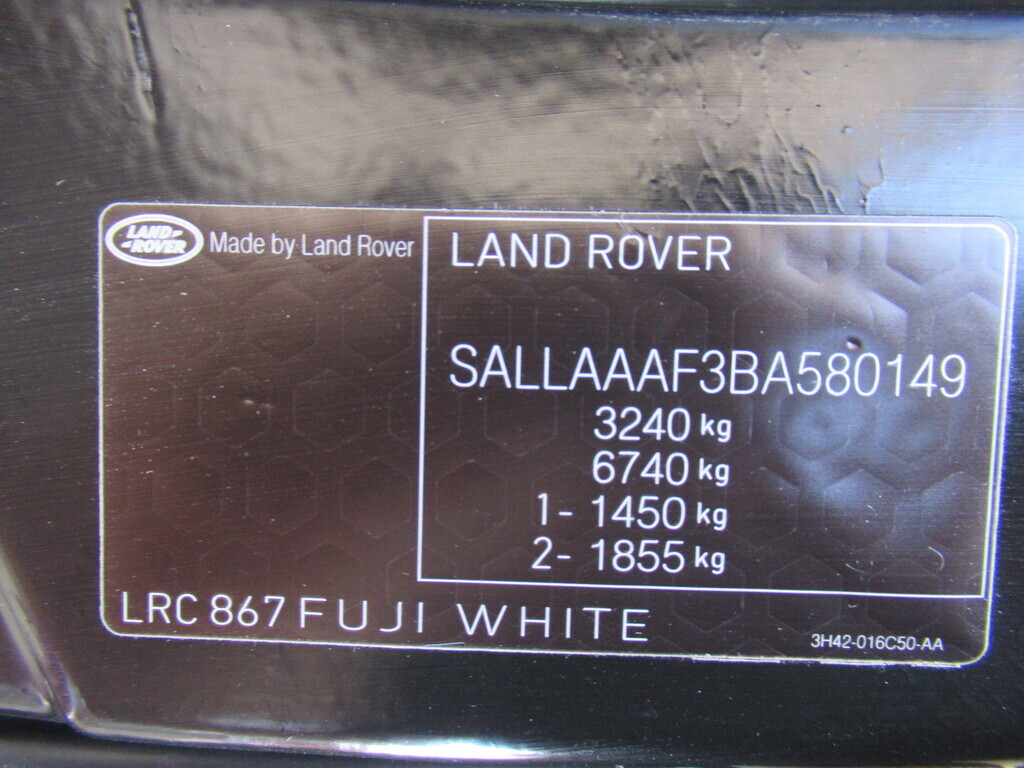 LAND-
-ROVER
Made by Land Rover
LAND ROVER
SALLAAAF3BA580149
3240 kg
6740 kg
1- 1450 kg
2- 1855 kg
LRC 867 FUJI WHITE
3H42-016C50-AA